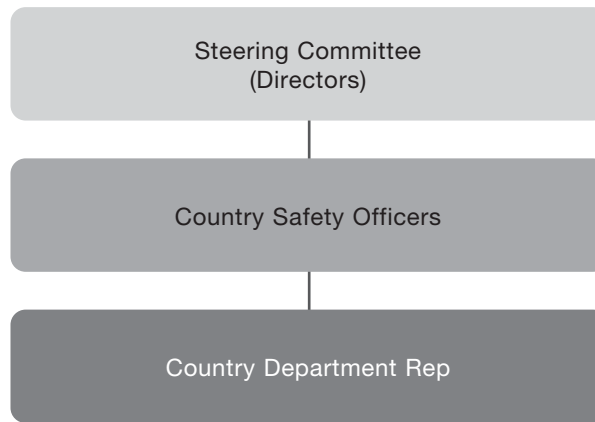 Steering Committee
(Directors)
Country Safety Officers
Country Department Rep